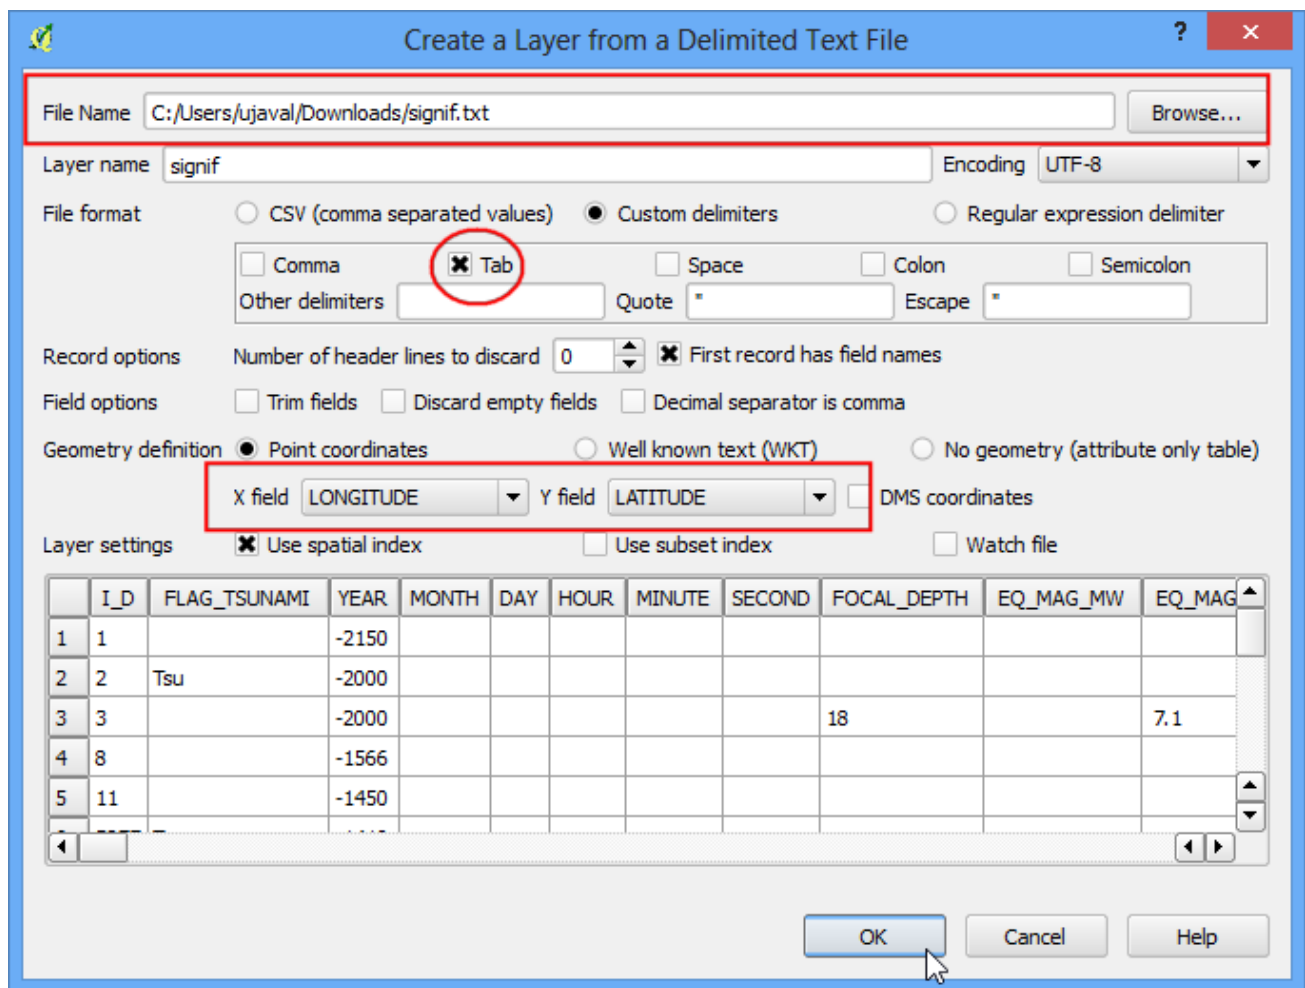 Create a Layer from a Delimited Text File ?
File Name C:/Users/ujaval/Downloads/signif.txt Browse...
Layer name signif Encoding UTF-8
File format CSV (comma separated values) Custom delimiters Regular expression delimiter
Comma Tab Space Colon Semicolon
Other delimiters Quote " Escape "
Record options Number of header lines to discard 0 First record has field names
Field options Trim fields Discard empty fields Decimal separator is comma
Geometry definition Point coordinates Well known text (WKT) No geometry (attribute only table)
X field LONGITUDE Y field LATITUDE DMS coordinates
Layer settings Use spatial index Use subset index Watch file
I_D FLAG_TSUNAMI YEAR MONTH DAY HOUR MINUTE SECOND FOCAL_DEPTH EQ_MAG_MW EQ_MAG
1 1 -2150
2 2 Tsu -2000
3 3 -2000 18 7.1
4 8 -1566
5 11 -1450
OK Cancel Help